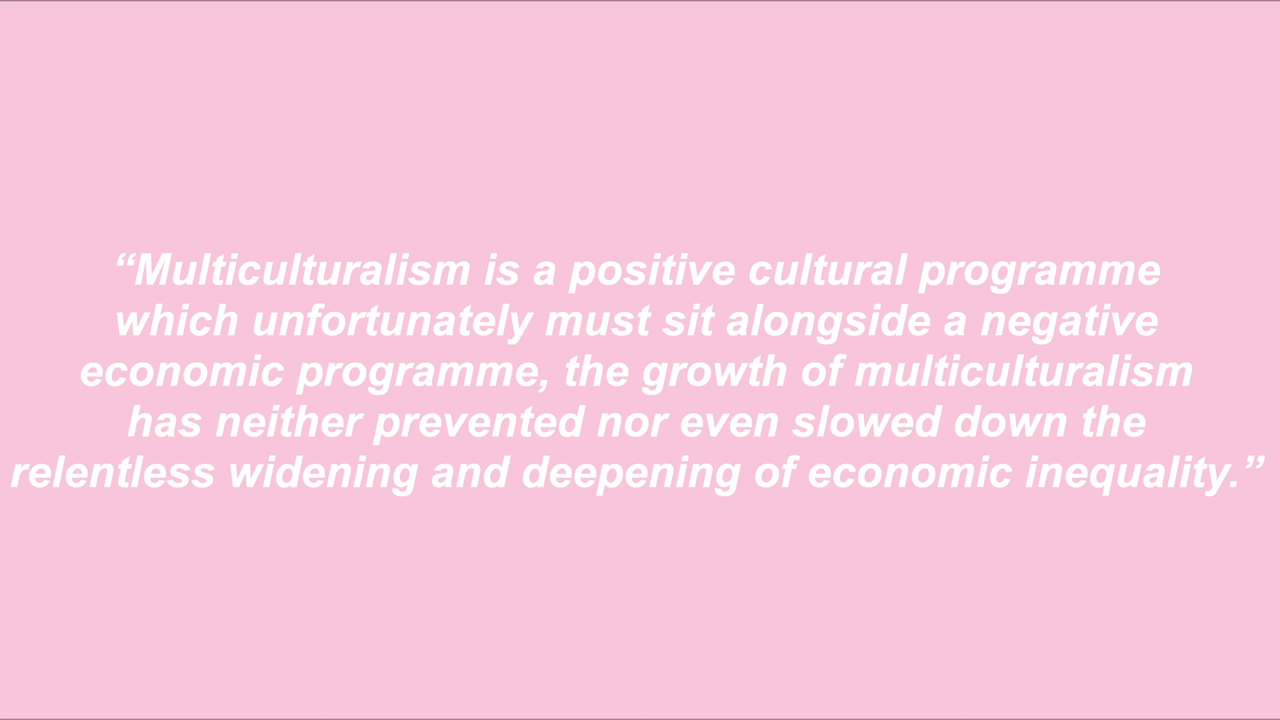 “Multiculturalism is a positive cultural programme
which unfortunately must sit alongside a negative
economic programme, the growth of multiculturalism
has neither prevented nor even slowed down the
relentless widening and deepening of economic inequality.”